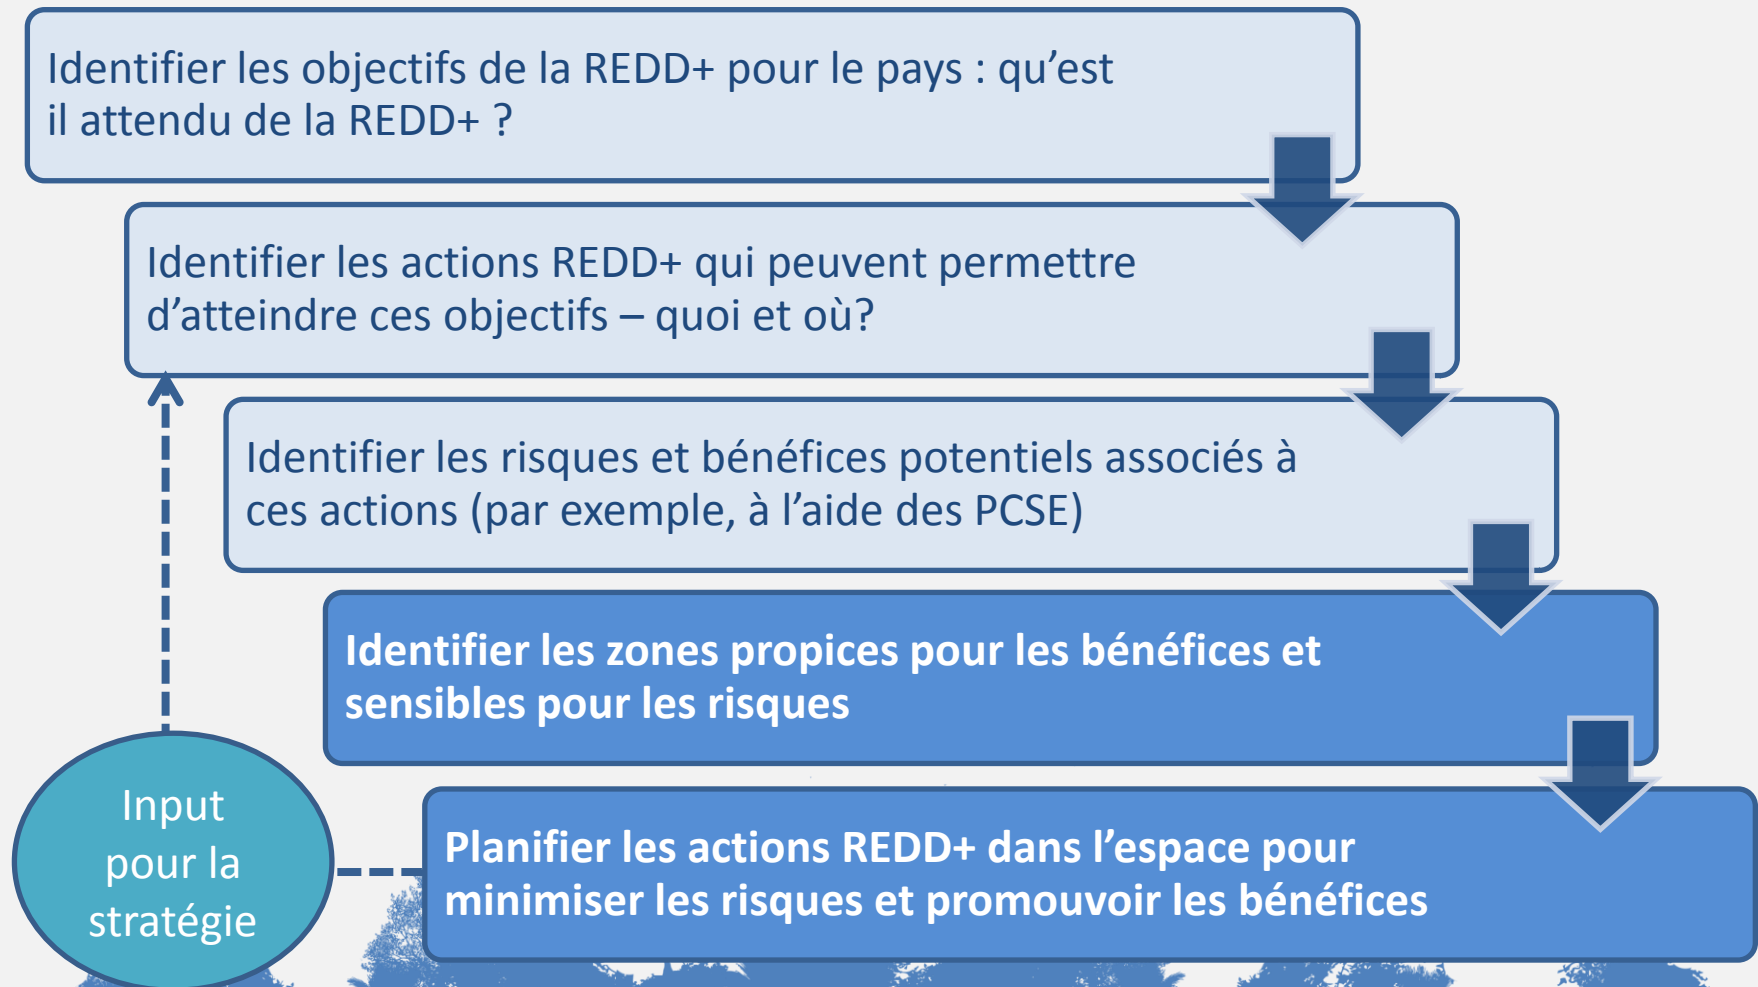 Identifier les objectifs de la REDD+ pour le pays : qu’est
il attendu de la REDD+ ?
Identifier les actions REDD+ qui peuvent permettre
d’atteindre ces objectifs – quoi et où?
Identifier les risques et bénéfices potentiels associés à
ces actions (par exemple, à l’aide des PCSE)
Identifier les zones propices pour les bénéfices et
sensibles pour les risques
Planifier les actions REDD+ dans l’espace pour
minimiser les risques et promouvoir les bénéfices
Input
pour la
stratégie